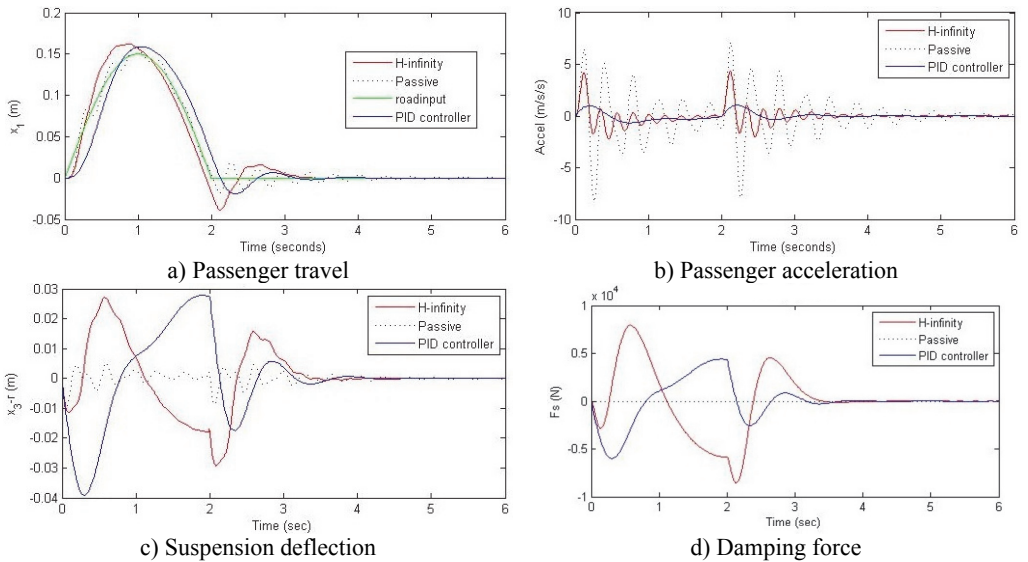 0.2
0.15
0.1
0.05
0
-0.05
x₁ (m)
H-infinity
Passive
roadinput
PID controller
0 1 2 3 4 5 6
Time (seconds)
a) Passenger travel
10
5
0
-5
-10
Accel (m/s/s)
H-infinity
Passive
PID controller
0 1 2 3 4 5 6
Time (seconds)
b) Passenger acceleration
0.03
0.02
0.01
0
-0.01
-0.02
-0.03
-0.04
x₃-r (m)
H-infinity
Passive
PID controller
0 1 2 3 4 5 6
Time (sec)
c) Suspension deflection
x 10⁴
1
0.5
0
-0.5
-1
Fs (N)
H-infinity
Passive
PID controller
0 1 2 3 4 5 6
Time (sec)
d) Damping force